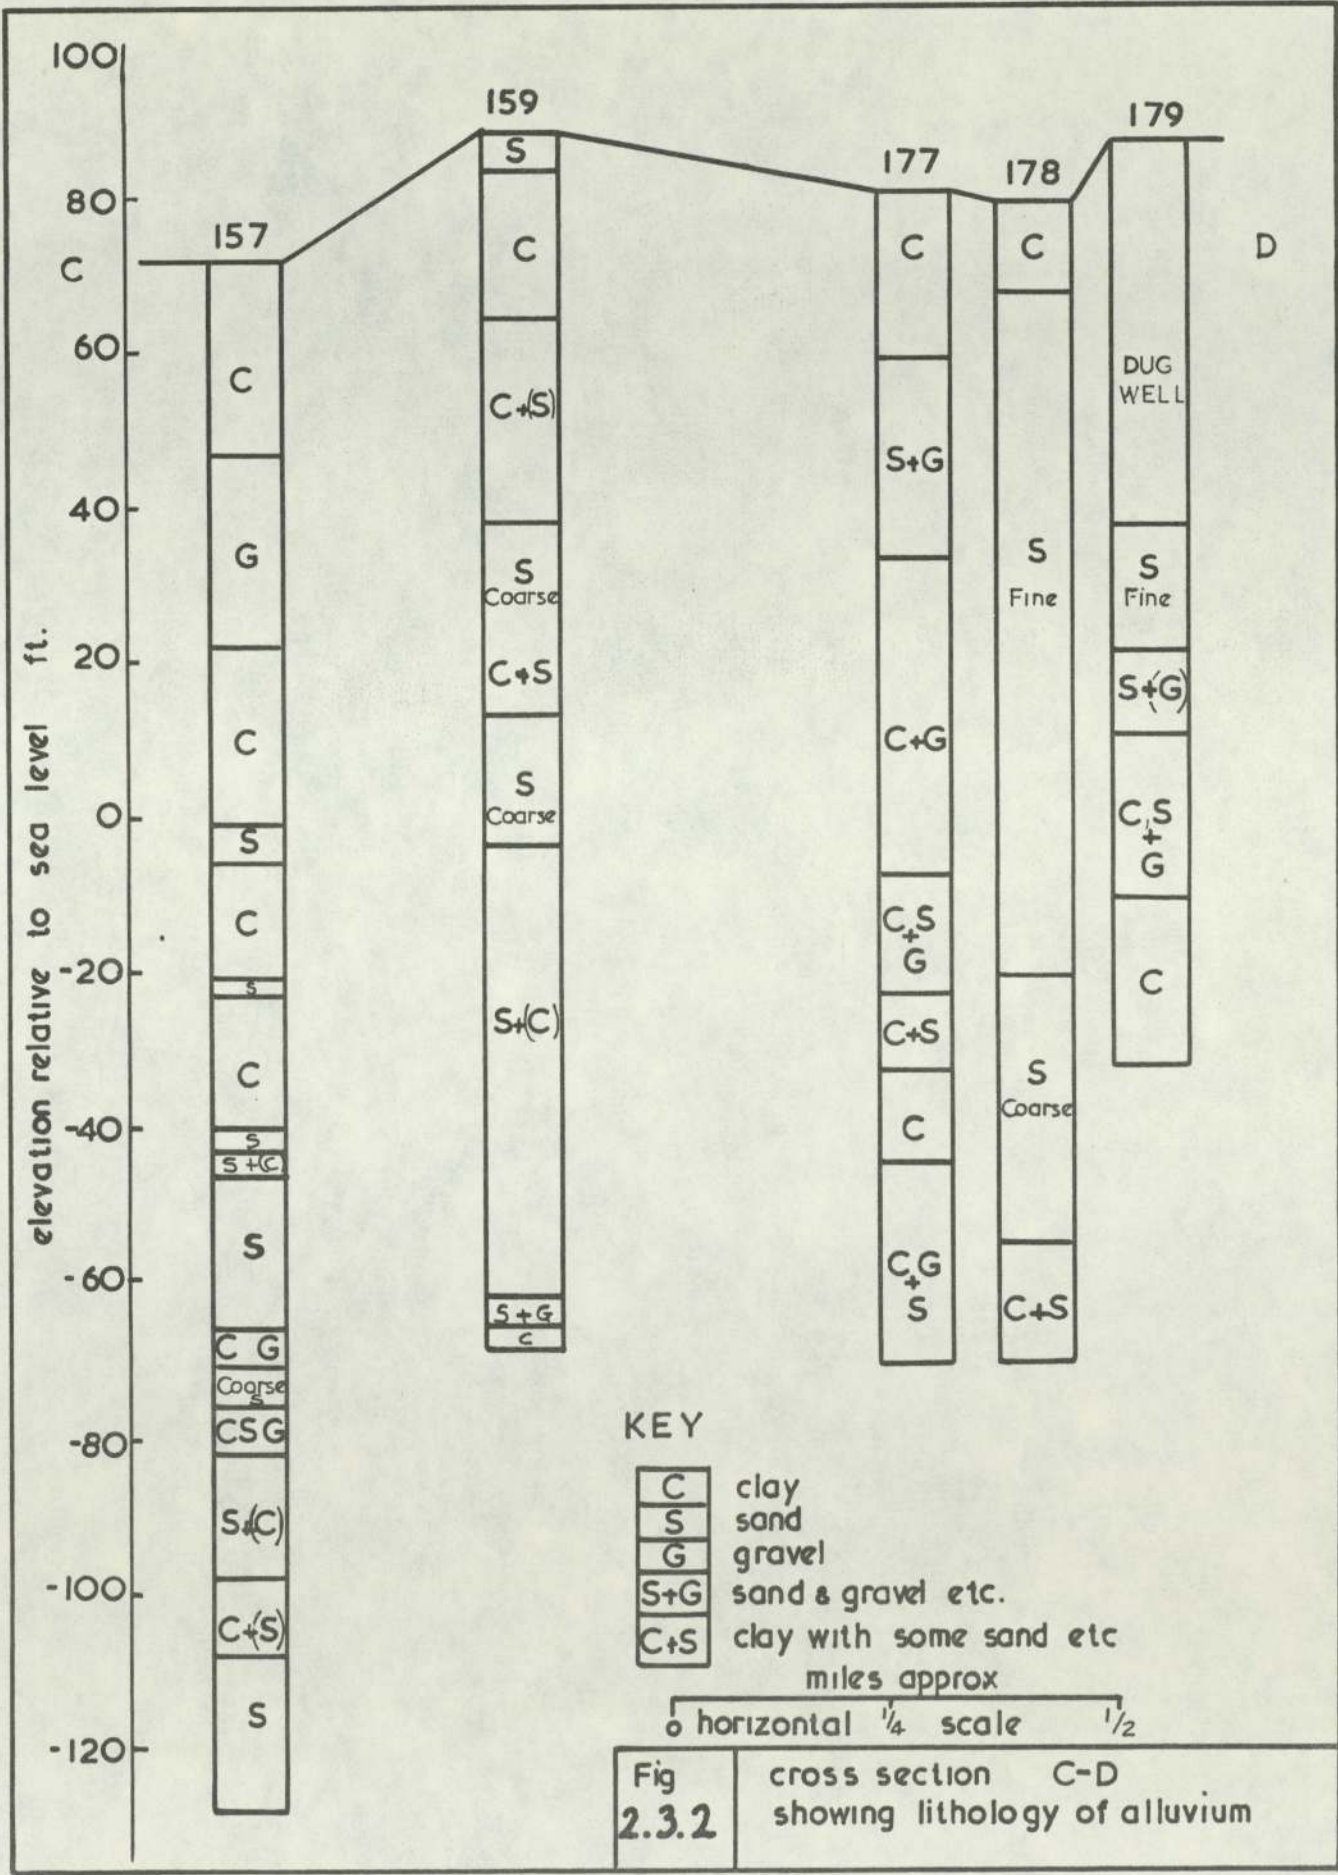 elevation relative to sea level ft.
100
80
60
40
20
0
-20
-40
-60
-80
-100
-120
C
157
C
G
C
S
C
S
C
S
S+(C)
S
C G
Coarse
S
CSG
S+(C)
C+(S)
S
159
S
C
C+(S)
S
Coarse
C+S
S
Coarse
S+(C)
S+G
C
177
C
S+G
C+G
C+S
G
C+S
C
C+G
S
178
C
S
Fine
S
Coarse
C+S
179
DUG
WELL
S
Fine
S+(G)
C,S
+
G
C
D
KEY
C clay
S sand
G gravel
S+G sand & gravel etc.
C+S clay with some sand etc
miles approx
0 horizontal 1/4 scale 1/2
Fig
2.3.2
cross section C-D
showing lithology of alluvium